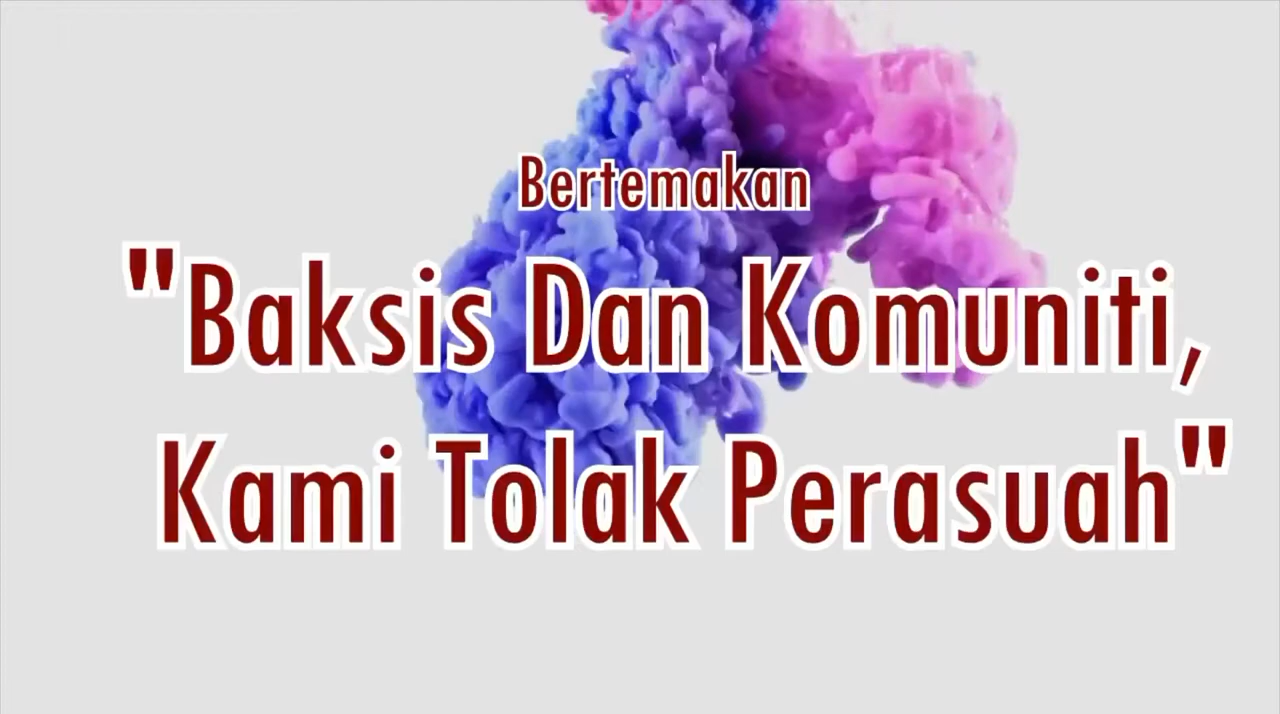 Bertemakan
"Baksis Dan Komuniti,
Kami Tolak Perasuah"